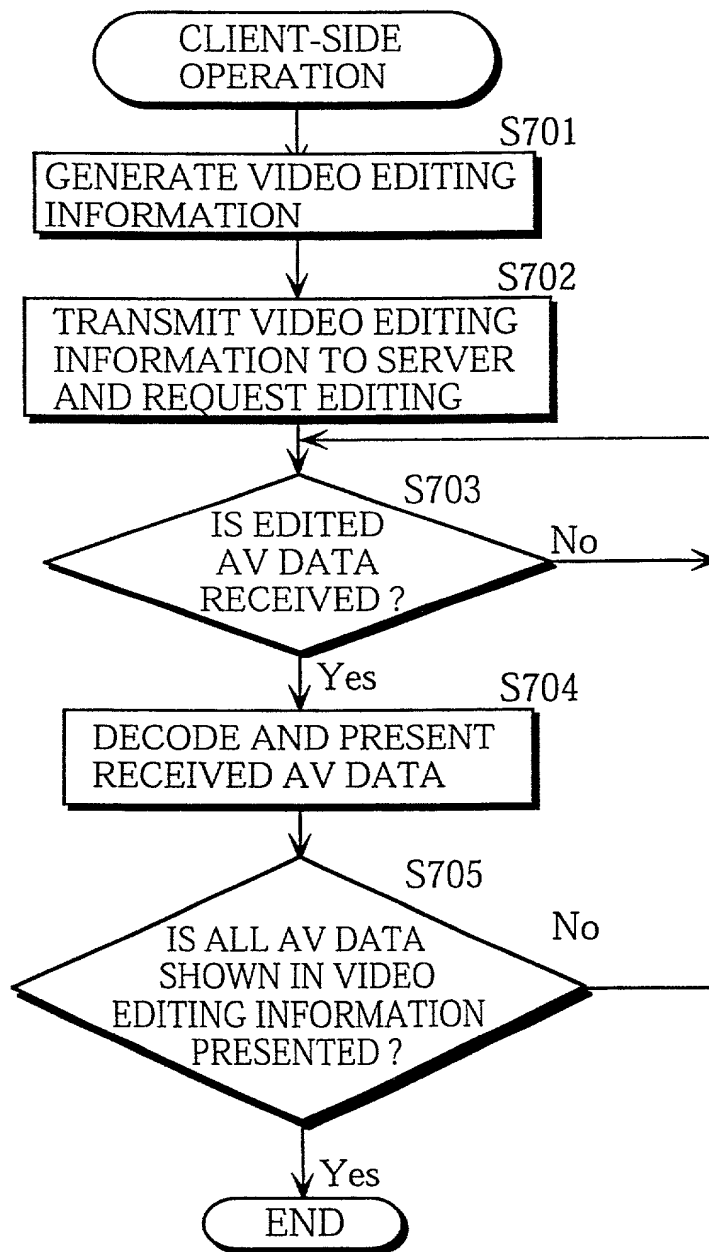 CLIENT-SIDE
OPERATION
S701
GENERATE VIDEO EDITING
INFORMATION
S702
TRANSMIT VIDEO EDITING
INFORMATION TO SERVER
AND REQUEST EDITING
S703
IS EDITED
AV DATA
RECEIVED ?
No
Yes
S704
DECODE AND PRESENT
RECEIVED AV DATA
S705
IS ALL AV DATA
SHOWN IN VIDEO
EDITING INFORMATION
PRESENTED ?
No
Yes
END